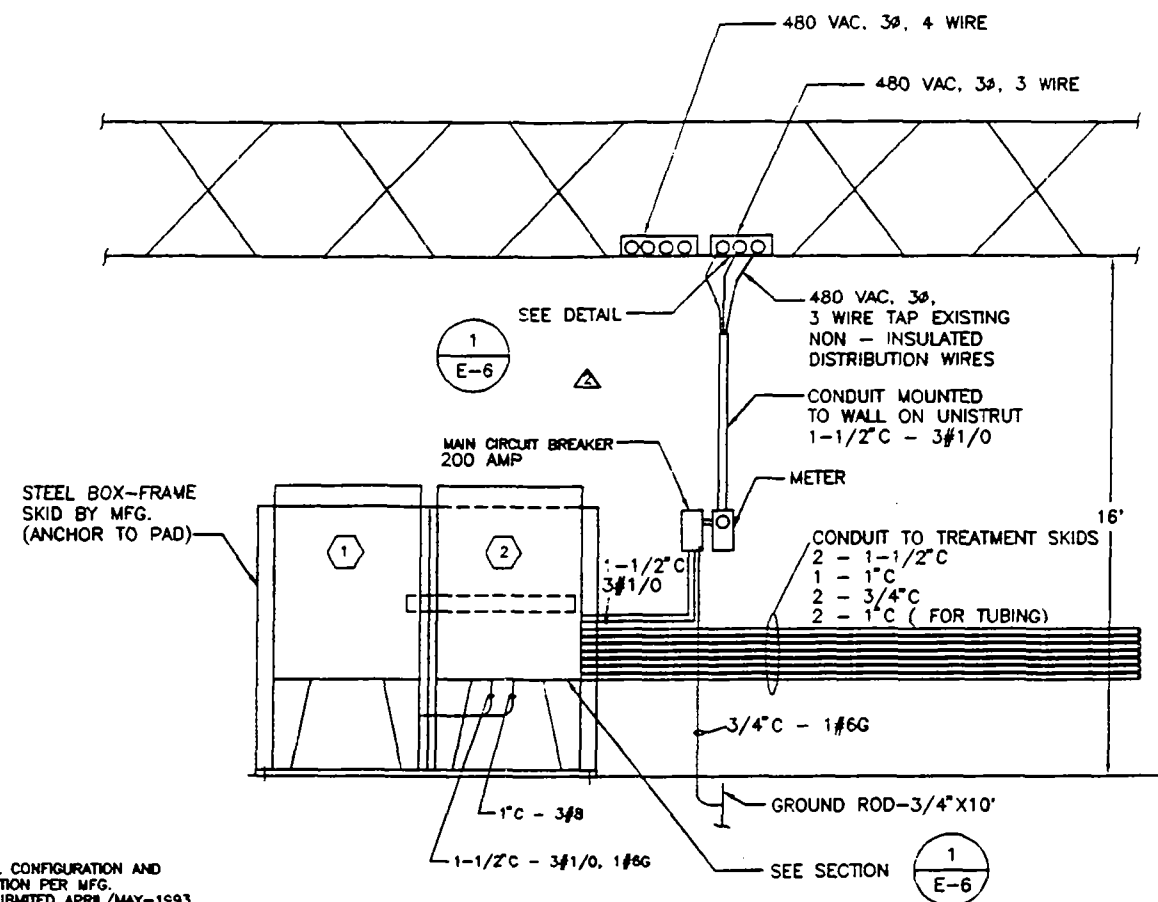 480 VAC, 3ø, 4 WIRE
480 VAC, 3ø, 3 WIRE
SEE DETAIL
1
E-6
2
480 VAC, 3ø,
3 WIRE TAP EXISTING
NON - INSULATED
DISTRIBUTION WIRES
CONDUIT MOUNTED
TO WALL ON UNISTRUT
1-1/2"C - 3#1/0
MAIN CIRCUIT BREAKER
200 AMP
METER
STEEL BOX-FRAME
SKID BY MFG.
(ANCHOR TO PAD)
1
2
16'
1-1/2"C
3#1/0
CONDUIT TO TREATMENT SKIDS
2 - 1-1/2"C
1 - 1"C
2 - 3/4"C
2 - 1"C ( FOR TUBING)
3/4"C - 1#6G
GROUND ROD-3/4"X10'
1"C - 3#8
1-1/2"C - 3#1/0, 1#6G
SEE SECTION
1
E-6
CONFIGURATION AND
PER MFG.
APRIL/MAY-1993